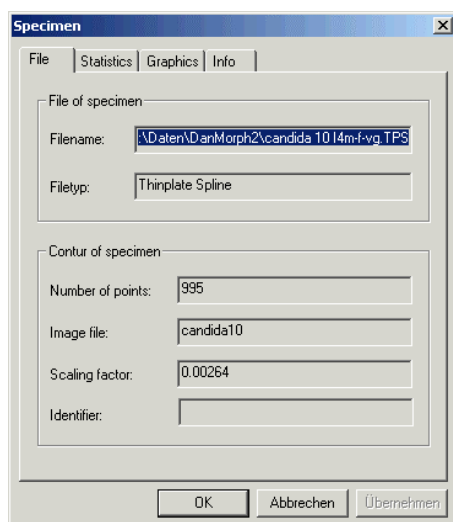 Specimen
File Statistics Graphics Info
File of specimen
Filename: :\Daten\DanMorph2\candida 10 l4m-f-vg.TPS
Filetyp: Thinplate Spline
Contur of specimen
Number of points: 995
Image file: candida10
Scaling factor: 0.00264
Identifier:
OK Abbrechen Übernehmen